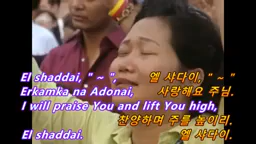 El shaddai, " ~ ", 엘 샤다이, " ~ "
Erkamka na Adonai, 사랑해요 주님.
I will praise You and lift You high,
찬양하며 주를 높이리.
El shaddai. 엘 샤다이.